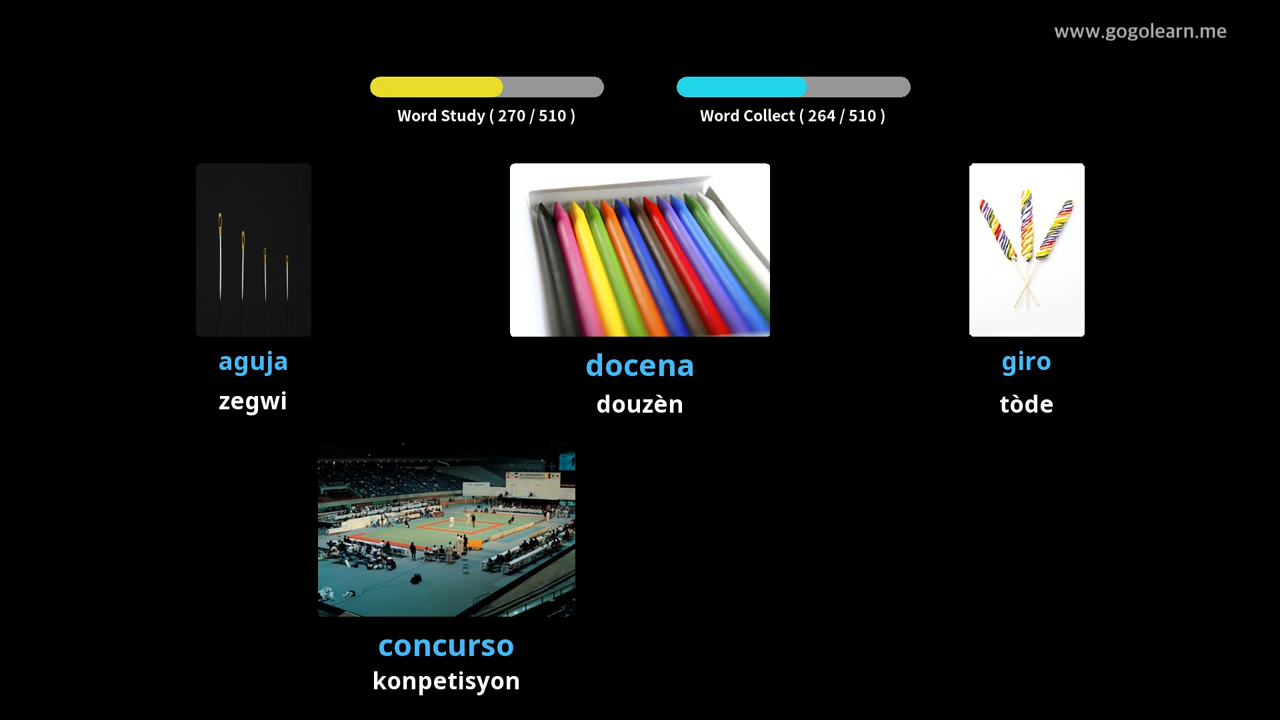 www.gogolearn.me
Word Study ( 270 / 510 )
Word Collect ( 264 / 510 )
aguja
zegwi
docena
douzèn
giro
tòde
concurso
konpetisyon